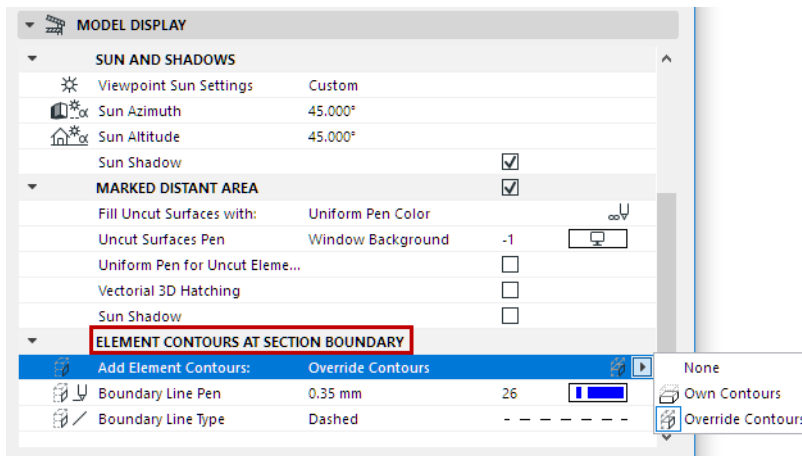 MODEL DISPLAY
SUN AND SHADOWS
Viewpoint Sun Settings Custom
α Sun Azimuth 45.000°
α Sun Altitude 45.000°
Sun Shadow
MARKED DISTANT AREA
Fill Uncut Surfaces with: Uniform Pen Color
Uncut Surfaces Pen Window Background -1
Uniform Pen for Uncut Eleme...
Vectorial 3D Hatching
Sun Shadow
ELEMENT CONTOURS AT SECTION BOUNDARY
Add Element Contours: Override Contours
None
Boundary Line Pen 0.35 mm 26
Own Contours
Boundary Line Type Dashed
Override Contours